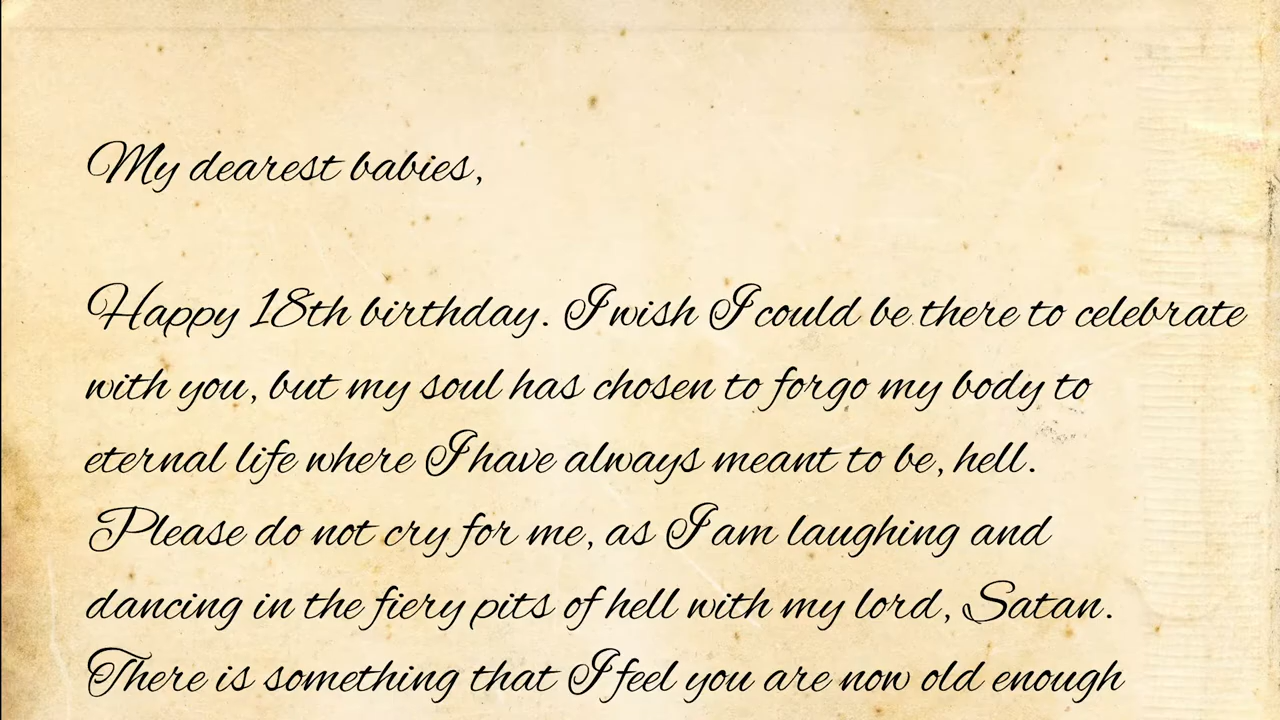 My dearest babies,
Happy 18th birthday. I wish I could be there to celebrate
with you, but my soul has chosen to forgo my body to
eternal life where I have always meant to be, hell.
Please do not cry for me, as I am laughing and
dancing in the fiery pits of hell with my lord, Satan.
There is something that I feel you are now old enough